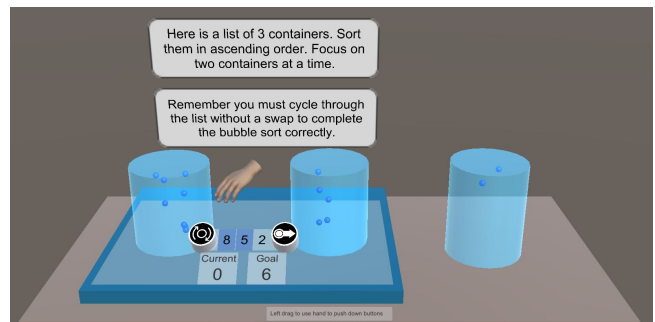 Here is a list of 3 containers. Sort
them in ascending order. Focus on
two containers at a time.
Remember you must cycle through
the list without a swap to complete
the bubble sort correctly.
8 5 2
Current Goal
0 6
Left drag to use hand to push down buttons